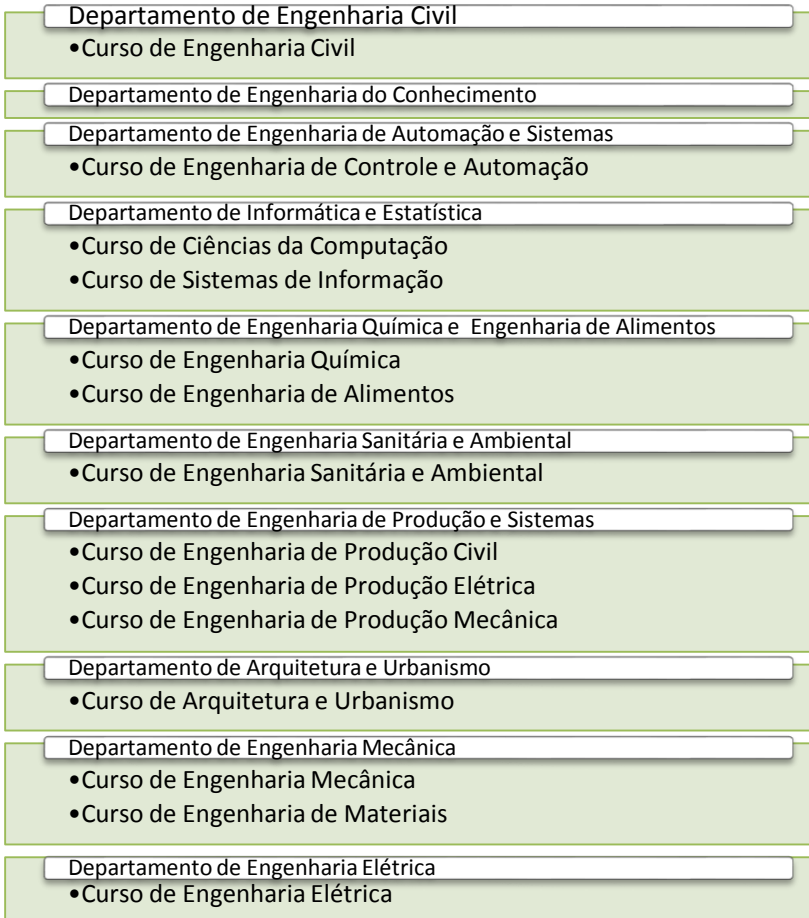 Departamento de Engenharia Civil
•Curso de Engenharia Civil
Departamento de Engenharia do Conhecimento
Departamento de Engenharia de Automação e Sistemas
•Curso de Engenharia de Controle e Automação
Departamento de Informática e Estatística
•Curso de Ciências da Computação
•Curso de Sistemas de Informação
Departamento de Engenharia Química e Engenharia de Alimentos
•Curso de Engenharia Química
•Curso de Engenharia de Alimentos
Departamento de Engenharia Sanitária e Ambiental
•Curso de Engenharia Sanitária e Ambiental
Departamento de Engenharia de Produção e Sistemas
•Curso de Engenharia de Produção Civil
•Curso de Engenharia de Produção Elétrica
•Curso de Engenharia de Produção Mecânica
Departamento de Arquitetura e Urbanismo
•Curso de Arquitetura e Urbanismo
Departamento de Engenharia Mecânica
•Curso de Engenharia Mecânica
•Curso de Engenharia de Materiais
Departamento de Engenharia Elétrica
•Curso de Engenharia Elétrica